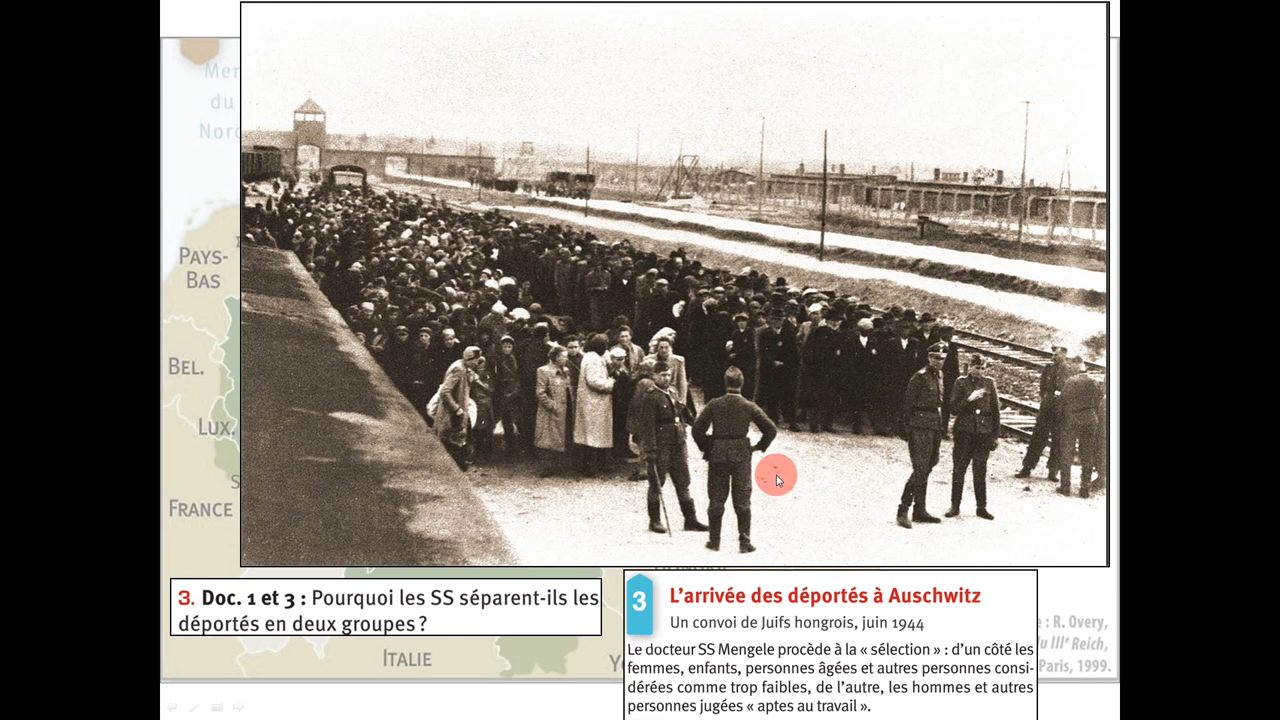 Mer
du
Nord
PAYS-
BAS
BEL.
LUX.
FRANCE
ITALIE
3. Doc. 1 et 3 : Pourquoi les SS séparent-ils les
déportés en deux groupes ?
3
L'arrivée des déportés à Auschwitz
Un convoi de Juifs hongrois, juin 1944
Le docteur SS Mengele procède à la « sélection » : d'un côté les
femmes, enfants, personnes âgées et autres personnes consi-
dérées comme trop faibles, de l'autre, les hommes et autres
personnes jugées « aptes au travail ».
: R. Overy,
IIIe Reich,
Paris, 1999.